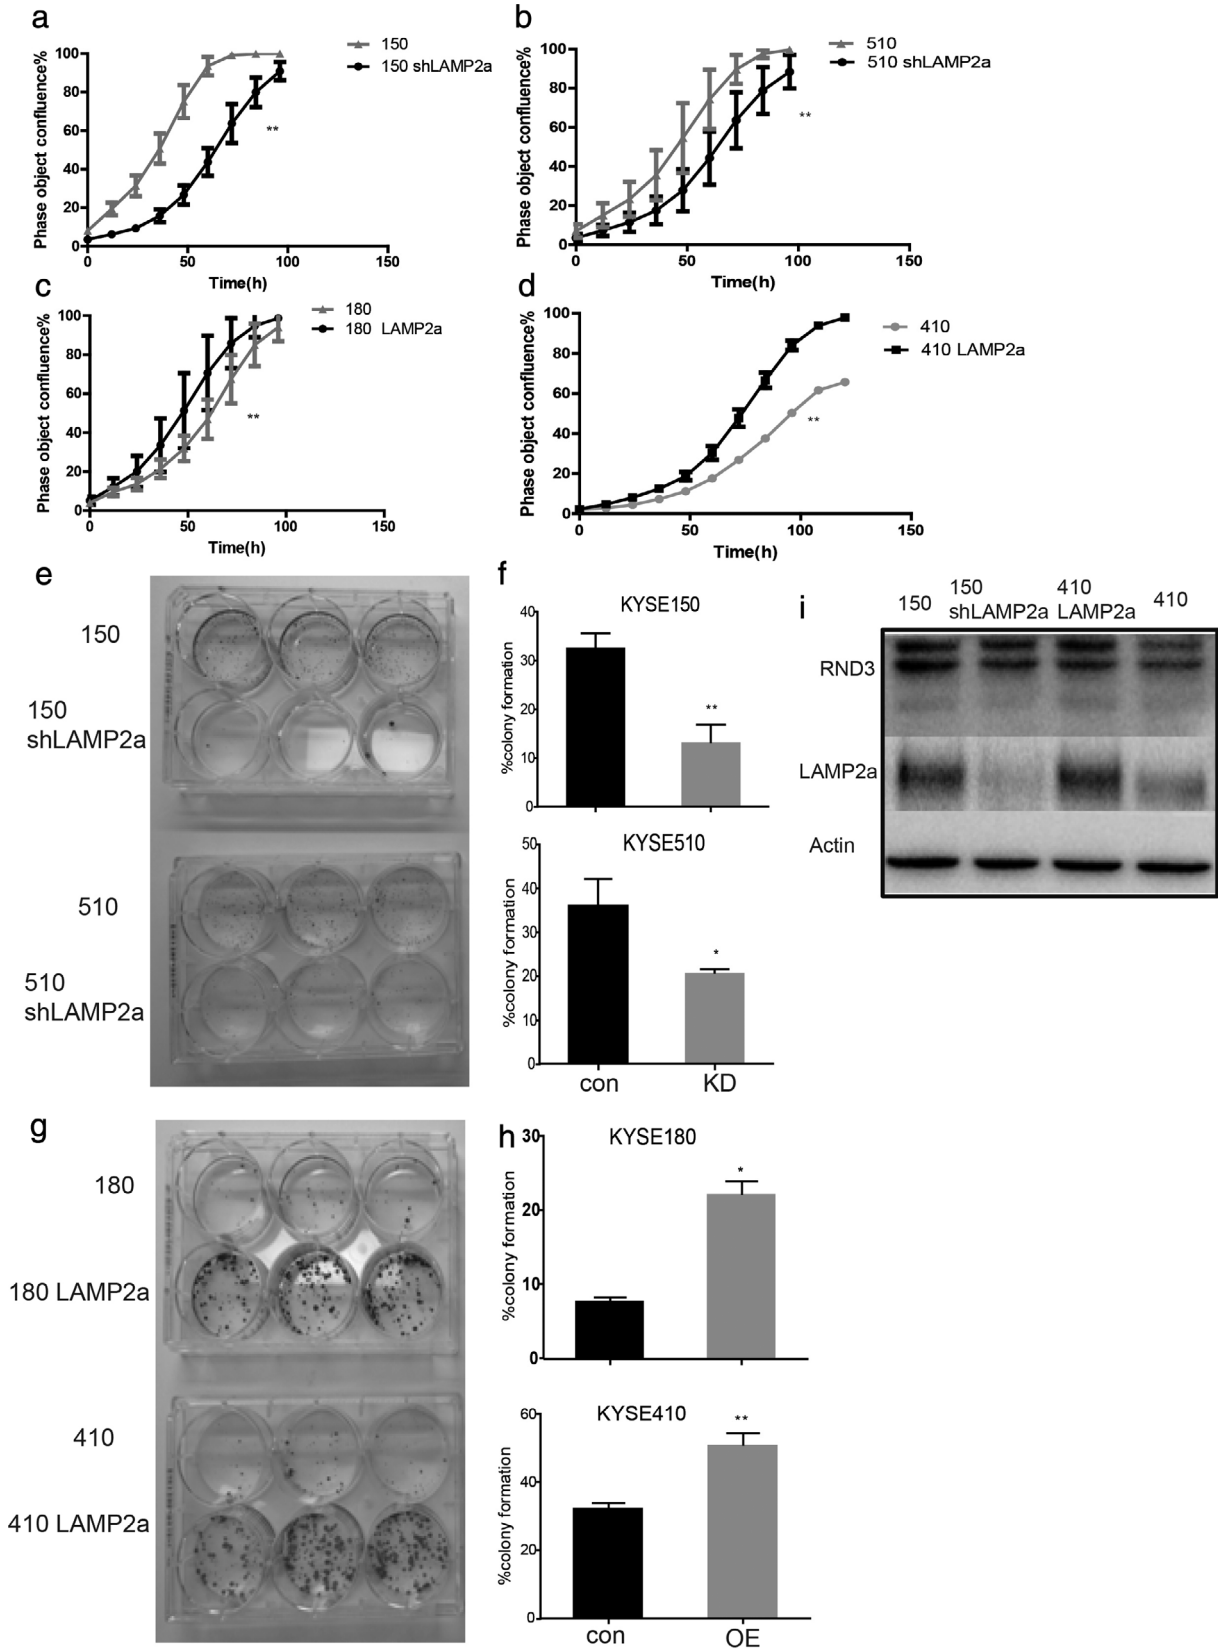 a
150
150 shLAMP2a
Phase object confluence%
100
80
60
40
20
0
**
0 50 100 150
Time(h)
b
510
510 shLAMP2a
Phase object confluence%
100
80
60
40
20
0
**
0 50 100 150
Time(h)
c
180
180 LAMP2a
Phase object confluence%
100
80
60
40
20
0
**
0 50 100 150
Time(h)
d
410
410 LAMP2a
Phase object confluence%
100
80
60
40
20
0
**
0 50 100 150
Time(h)
e
150
150
shLAMP2a
510
510
shLAMP2a
f
KYSE150
%colony formation
40
30
20
10
0
**
KYSE510
%colony formation
50
40
30
20
10
0
*
con KD
g
180
180 LAMP2a
410
410 LAMP2a
h
KYSE180
%colony formation
30
20
10
0
*
KYSE410
%colony formation
60
40
20
0
**
con OE
i
150
150
shLAMP2a
410
LAMP2a
410
RND3
LAMP2a
Actin